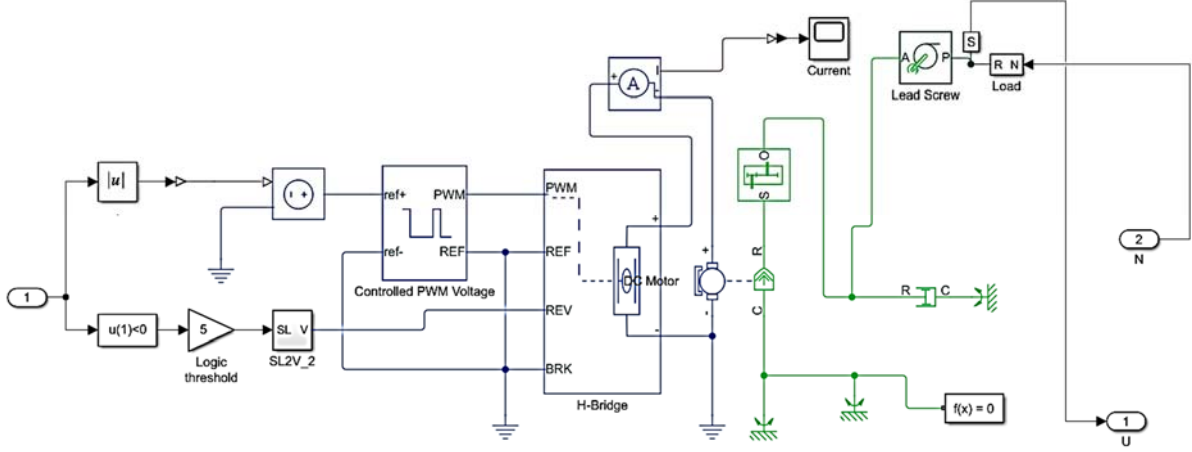 S
A P
R N
Lead Screw
Load
Current
A
+ I
-
|u|
ref+ PWM
ref- REF
Controlled PWM Voltage
PWM
REF
REV
BRK
+
-
H-Bridge
DC Motor
+
-
O
S
R
C
R C
2
N
1
u(1)<0
5
Logic
threshold
SL V
SL2V_2
f(x) = 0
1
U